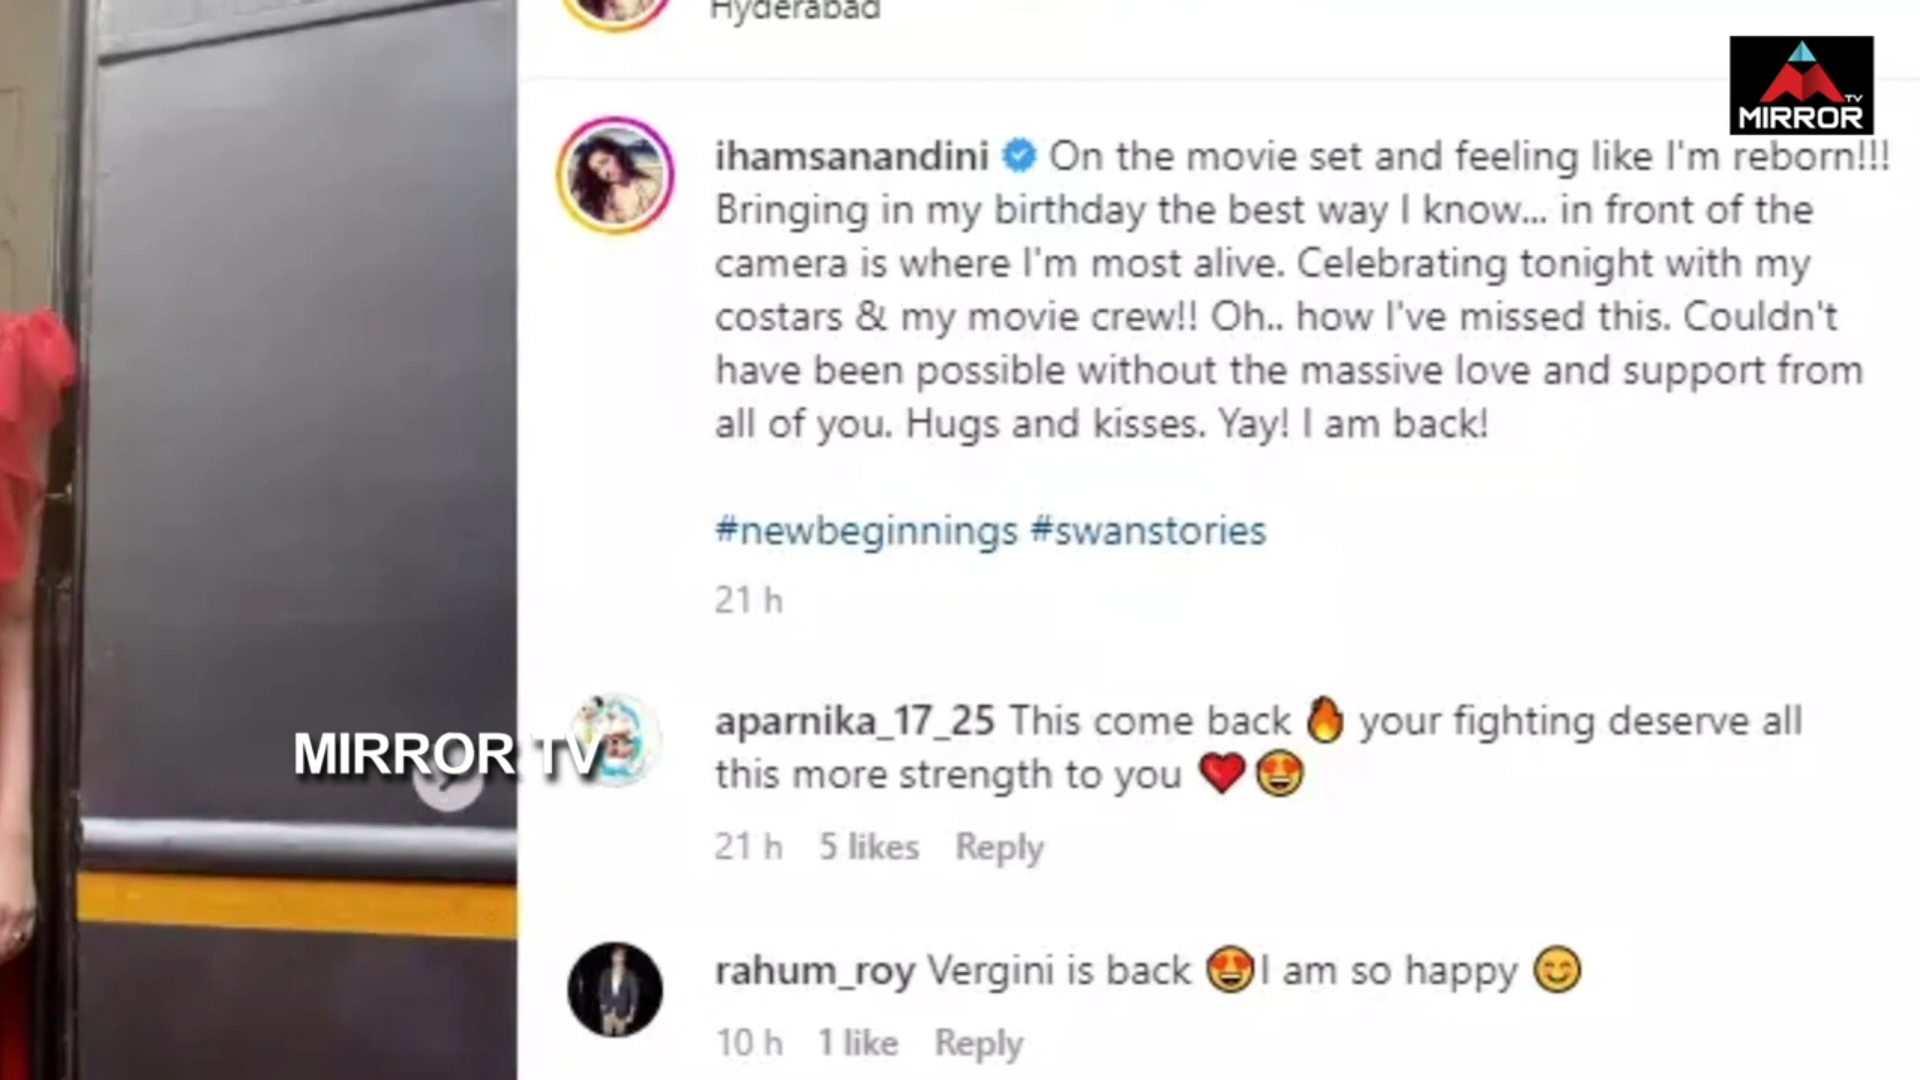 Hyderabad
MIRROR TV
ihamsanandini On the movie set and feeling like I'm reborn!!!
Bringing in my birthday the best way I know... in front of the
camera is where I'm most alive. Celebrating tonight with my
costars & my movie crew!! Oh.. how I've missed this. Couldn't
have been possible without the massive love and support from
all of you. Hugs and kisses. Yay! I am back!
#newbeginnings #swanstories
21 h
aparnika_17_25 This come back 🔥 your fighting deserve all
this more strength to you ❤️😍
MIRROR TV
21 h 5 likes Reply
rahum_roy Vergini is back 😍I am so happy 😊
10 h 1 like Reply